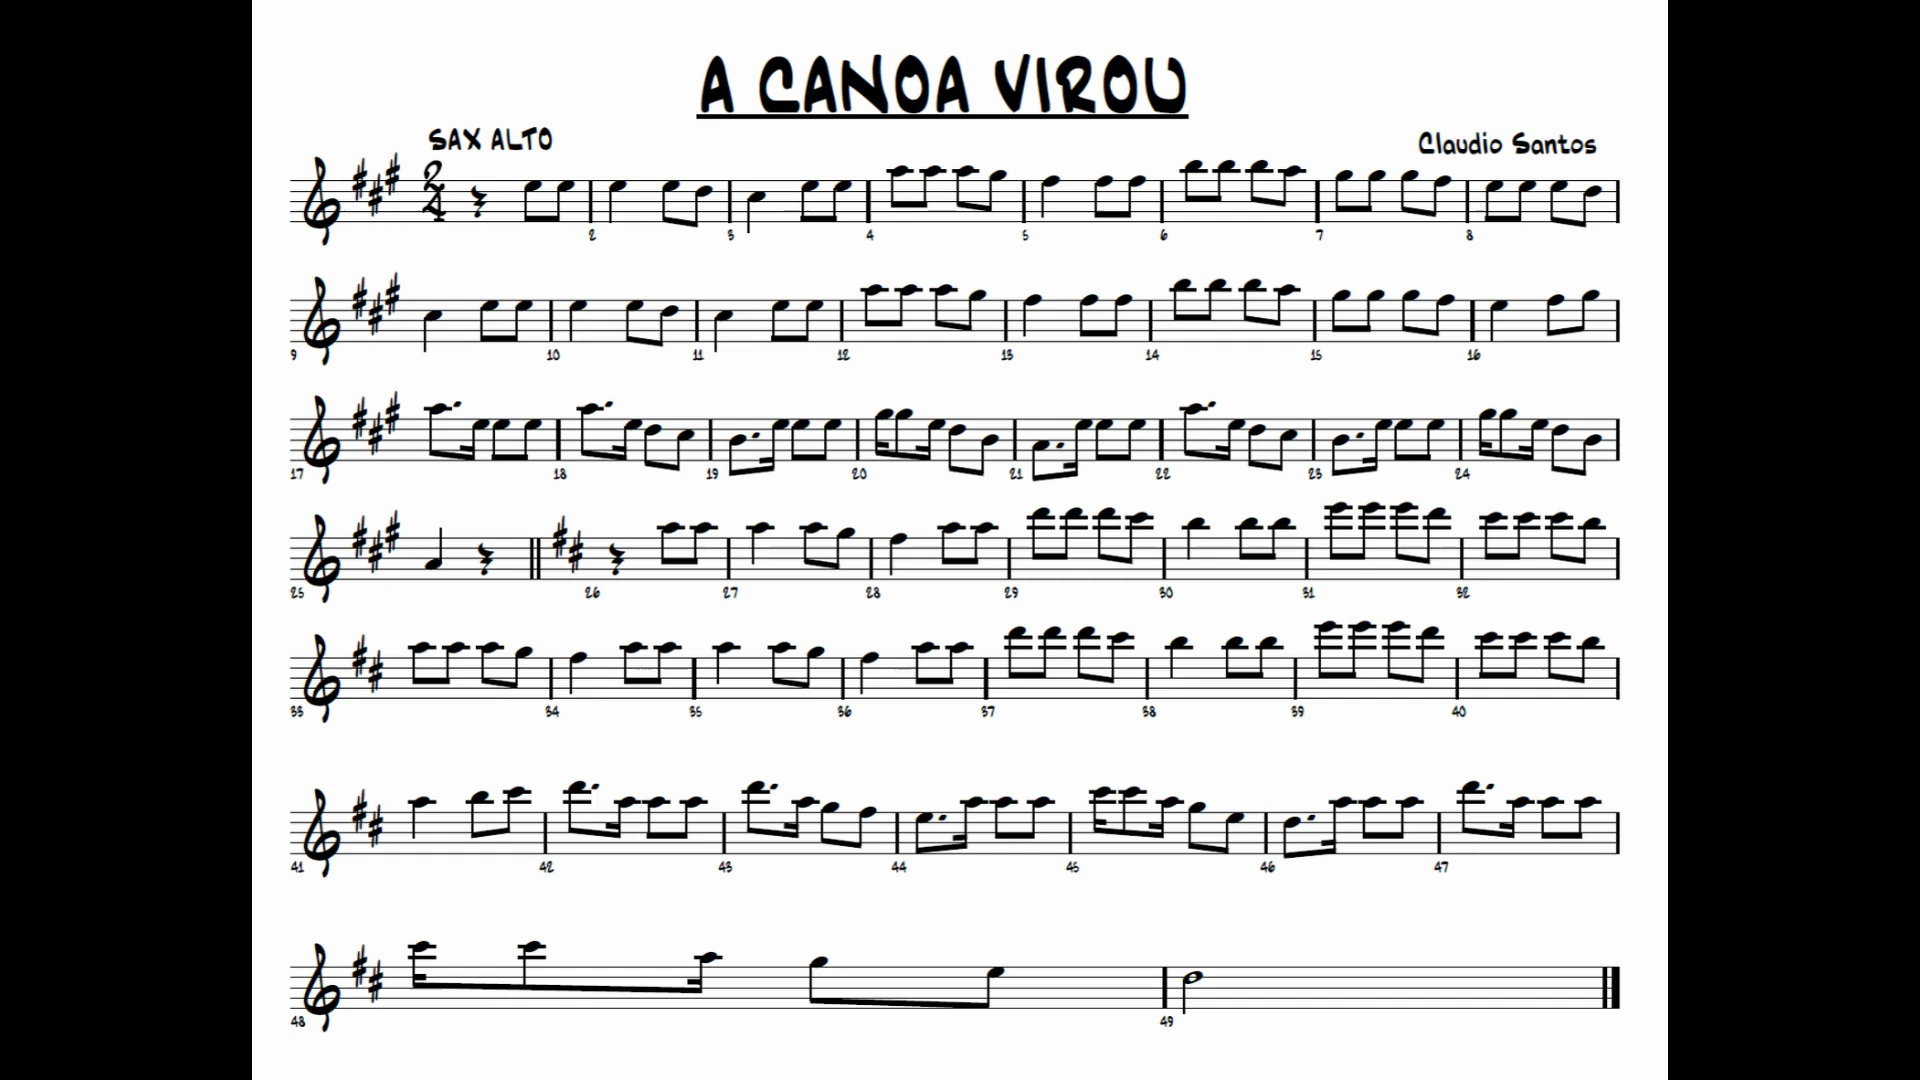 A CANOA VIROU
SAX ALTO
Claudio Santos
2
4
2 3 4 5 6 7 8
9 10 11 12 13 14 15 16
17 18 19 20 21 22 23 24
25 26 27 28 29 30 31 32
33 34 35 36 37 38 39 40
41 42 43 44 45 46 47
48 49